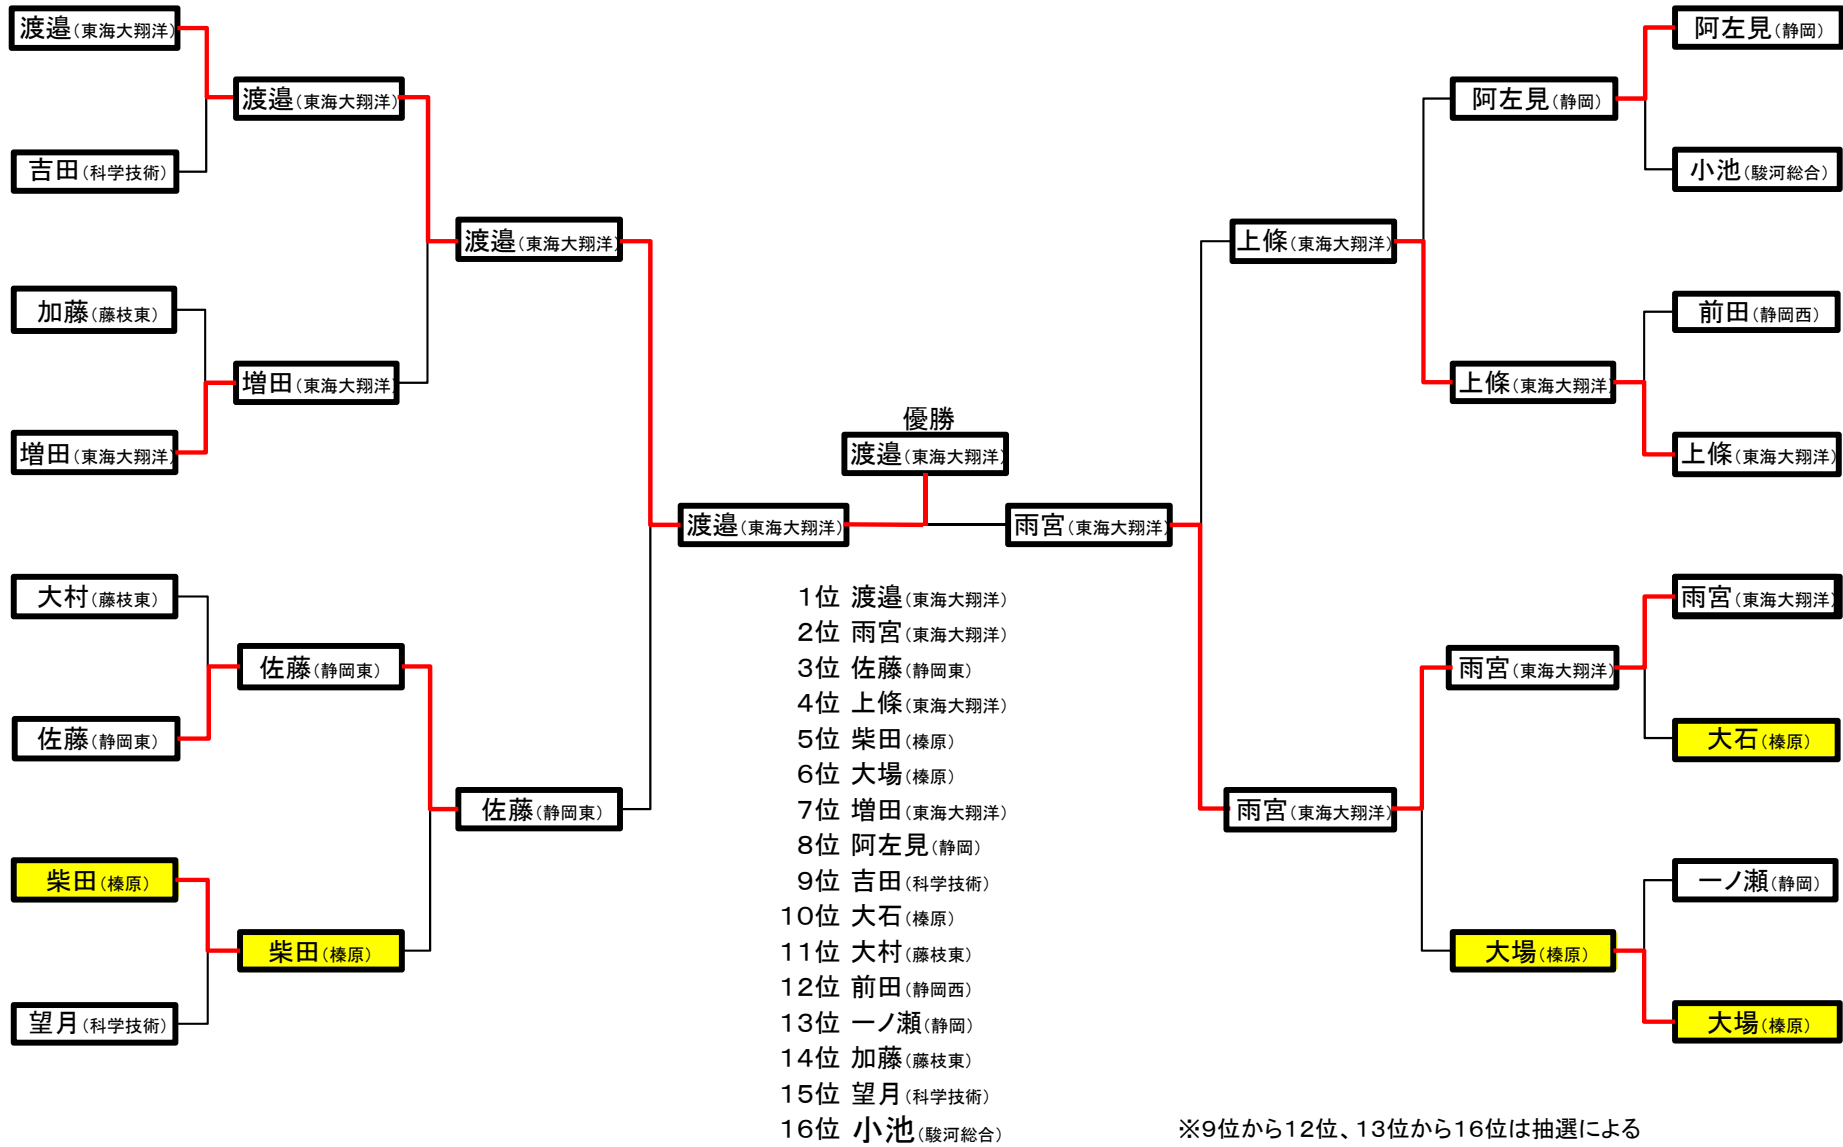 渡邉(東海大翔洋)
吉田(科学技術)
加藤(藤枝東)
増田(東海大翔洋)
大村(藤枝東)
佐藤(静岡東)
柴田(榛原)
望月(科学技術)
渡邉(東海大翔洋)
増田(東海大翔洋)
佐藤(静岡東)
柴田(榛原)
渡邉(東海大翔洋)
佐藤(静岡東)
渡邉(東海大翔洋)
優勝
渡邉(東海大翔洋)
雨宮(東海大翔洋)
上條(東海大翔洋)
雨宮(東海大翔洋)
阿左見(静岡)
上條(東海大翔洋)
雨宮(東海大翔洋)
大場(榛原)
阿左見(静岡)
小池(駿河総合)
前田(静岡西)
上條(東海大翔洋)
雨宮(東海大翔洋)
大石(榛原)
一ノ瀬(静岡)
大場(榛原)
1位 渡邉(東海大翔洋)
2位 雨宮(東海大翔洋)
3位 佐藤(静岡東)
4位 上條(東海大翔洋)
5位 柴田(榛原)
6位 大場(榛原)
7位 増田(東海大翔洋)
8位 阿左見(静岡)
9位 吉田(科学技術)
10位 大石(榛原)
11位 大村(藤枝東)
12位 前田(静岡西)
13位 一ノ瀬(静岡)
14位 加藤(藤枝東)
15位 望月(科学技術)
16位 小池(駿河総合)
※9位から12位、13位から16位は抽選による